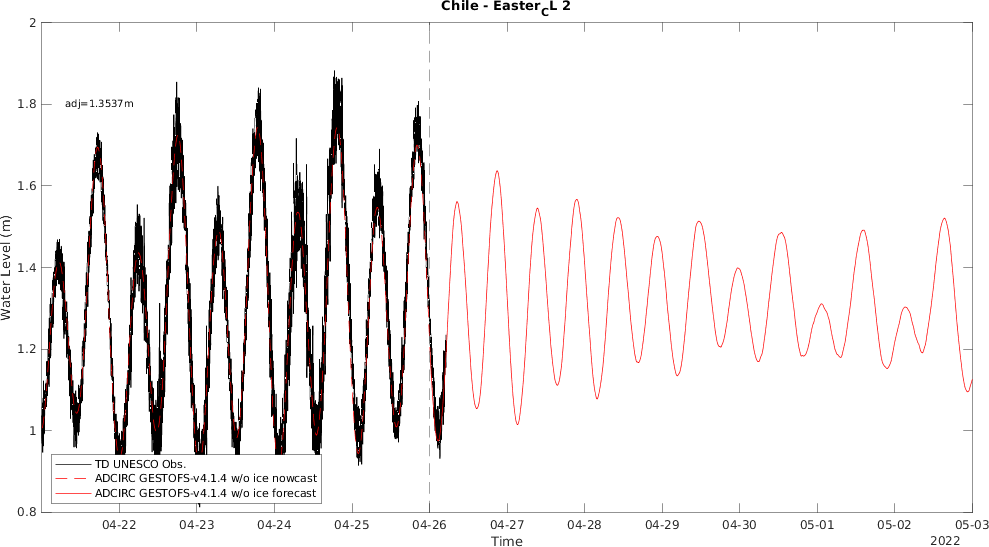 Chile - Easter_CL 2
2
1.8
adj=1.3537m
1.6
1.4
Water Level (m)
1.2
1
TD UNESCO Obs.
ADCIRC GESTOFS-v4.1.4 w/o ice nowcast
ADCIRC GESTOFS-v4.1.4 w/o ice forecast
0.8
04-22 04-23 04-24 04-25 04-26 04-27 04-28 04-29 04-30 05-01 05-02 05-03
Time
2022